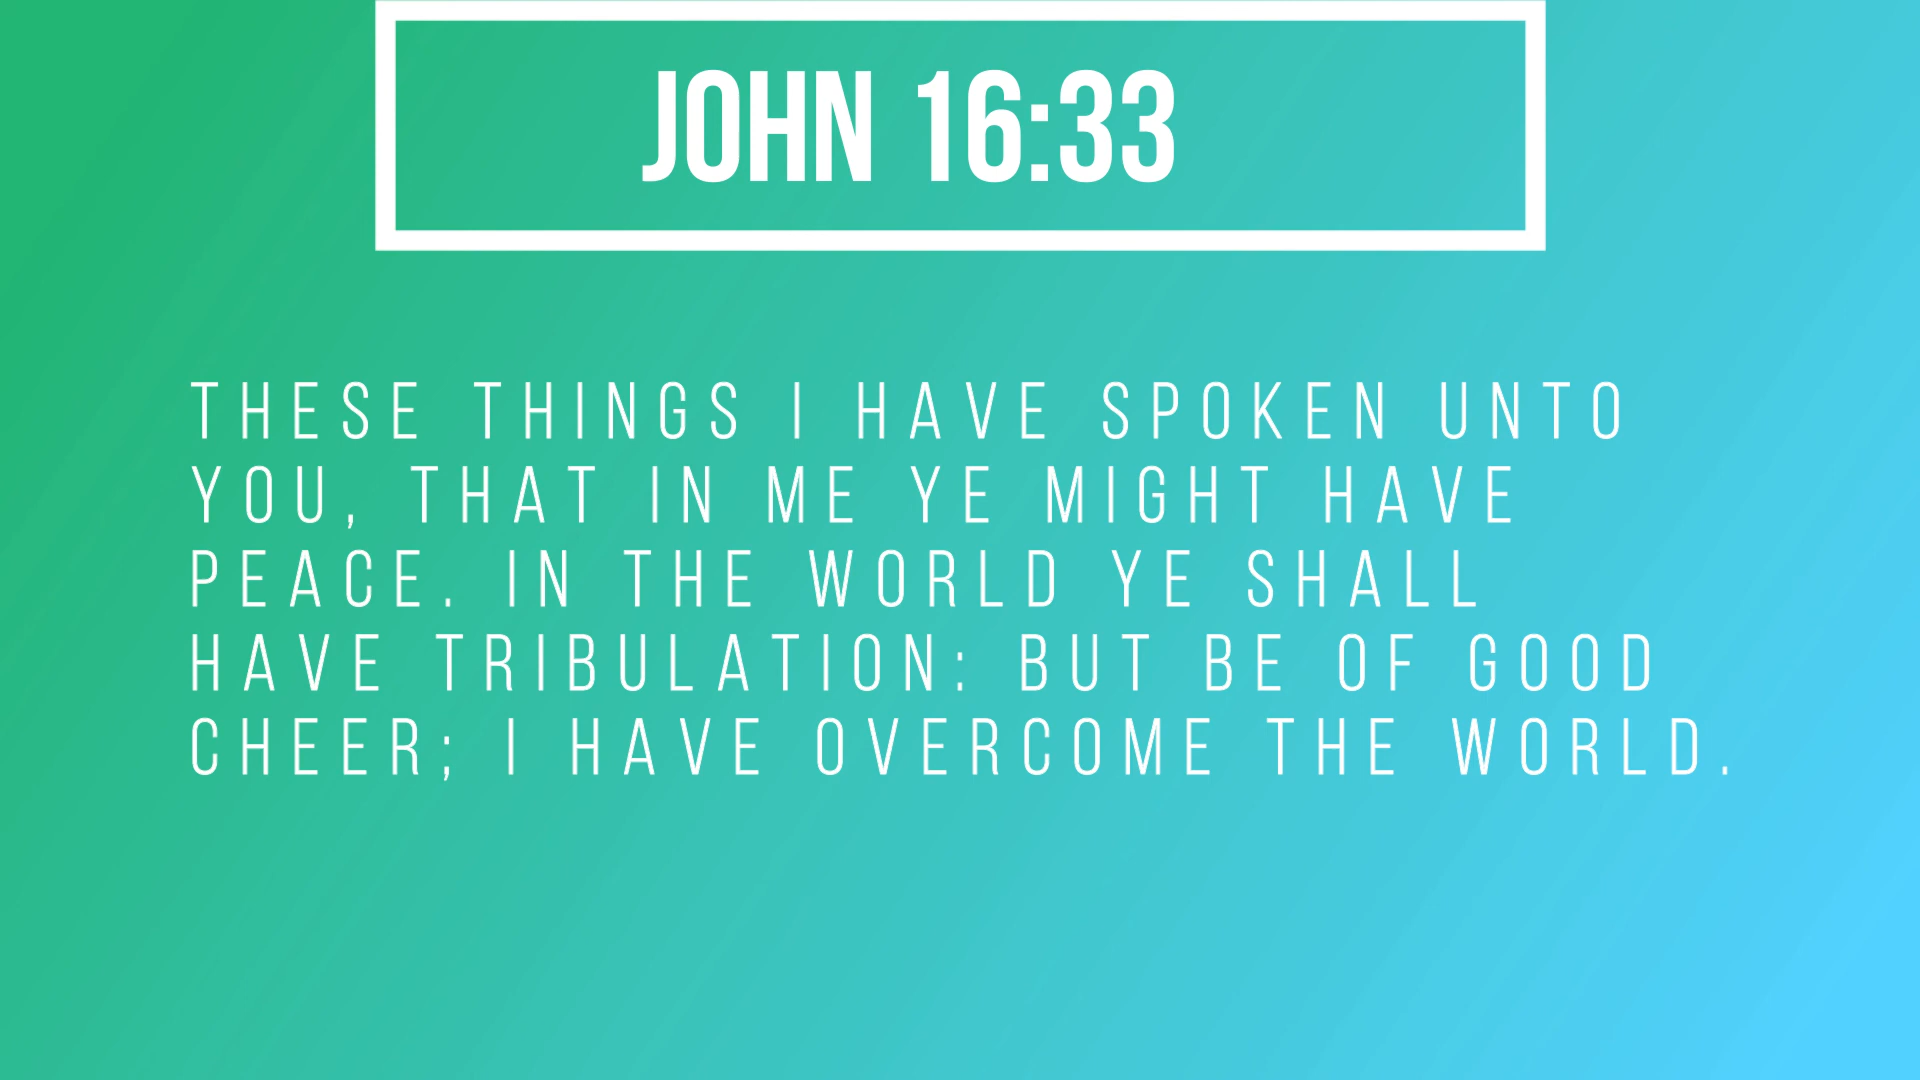 JOHN 16:33
THESE THINGS I HAVE SPOKEN UNTO
YOU, THAT IN ME YE MIGHT HAVE
PEACE. IN THE WORLD YE SHALL
HAVE TRIBULATION: BUT BE OF GOOD
CHEER; I HAVE OVERCOME THE WORLD.